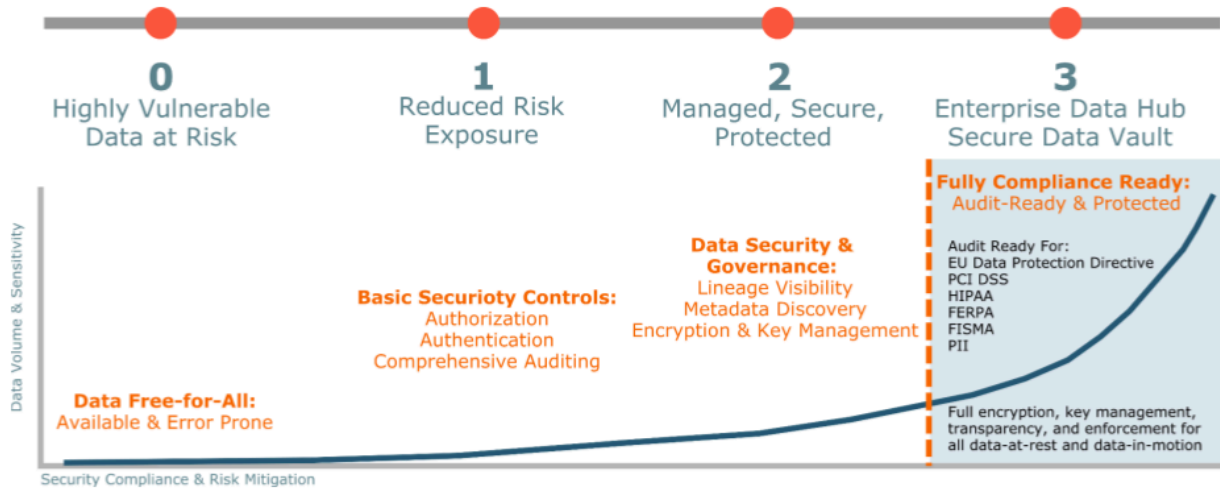 0
Highly Vulnerable
Data at Risk
1
Reduced Risk
Exposure
2
Managed, Secure,
Protected
3
Enterprise Data Hub
Secure Data Vault
Data Volume & Sensitivity
Data Free-for-All:
Available & Error Prone
Basic Securioty Controls:
Authorization
Authentication
Comprehensive Auditing
Data Security &
Governance:
Lineage Visibility
Metadata Discovery
Encryption & Key Management
Fully Compliance Ready:
Audit-Ready & Protected
Audit Ready For:
EU Data Protection Directive
PCI DSS
HIPAA
FERPA
FISMA
PII
Full encryption, key management,
transparency, and enforcement for
all data-at-rest and data-in-motion
Security Compliance & Risk Mitigation